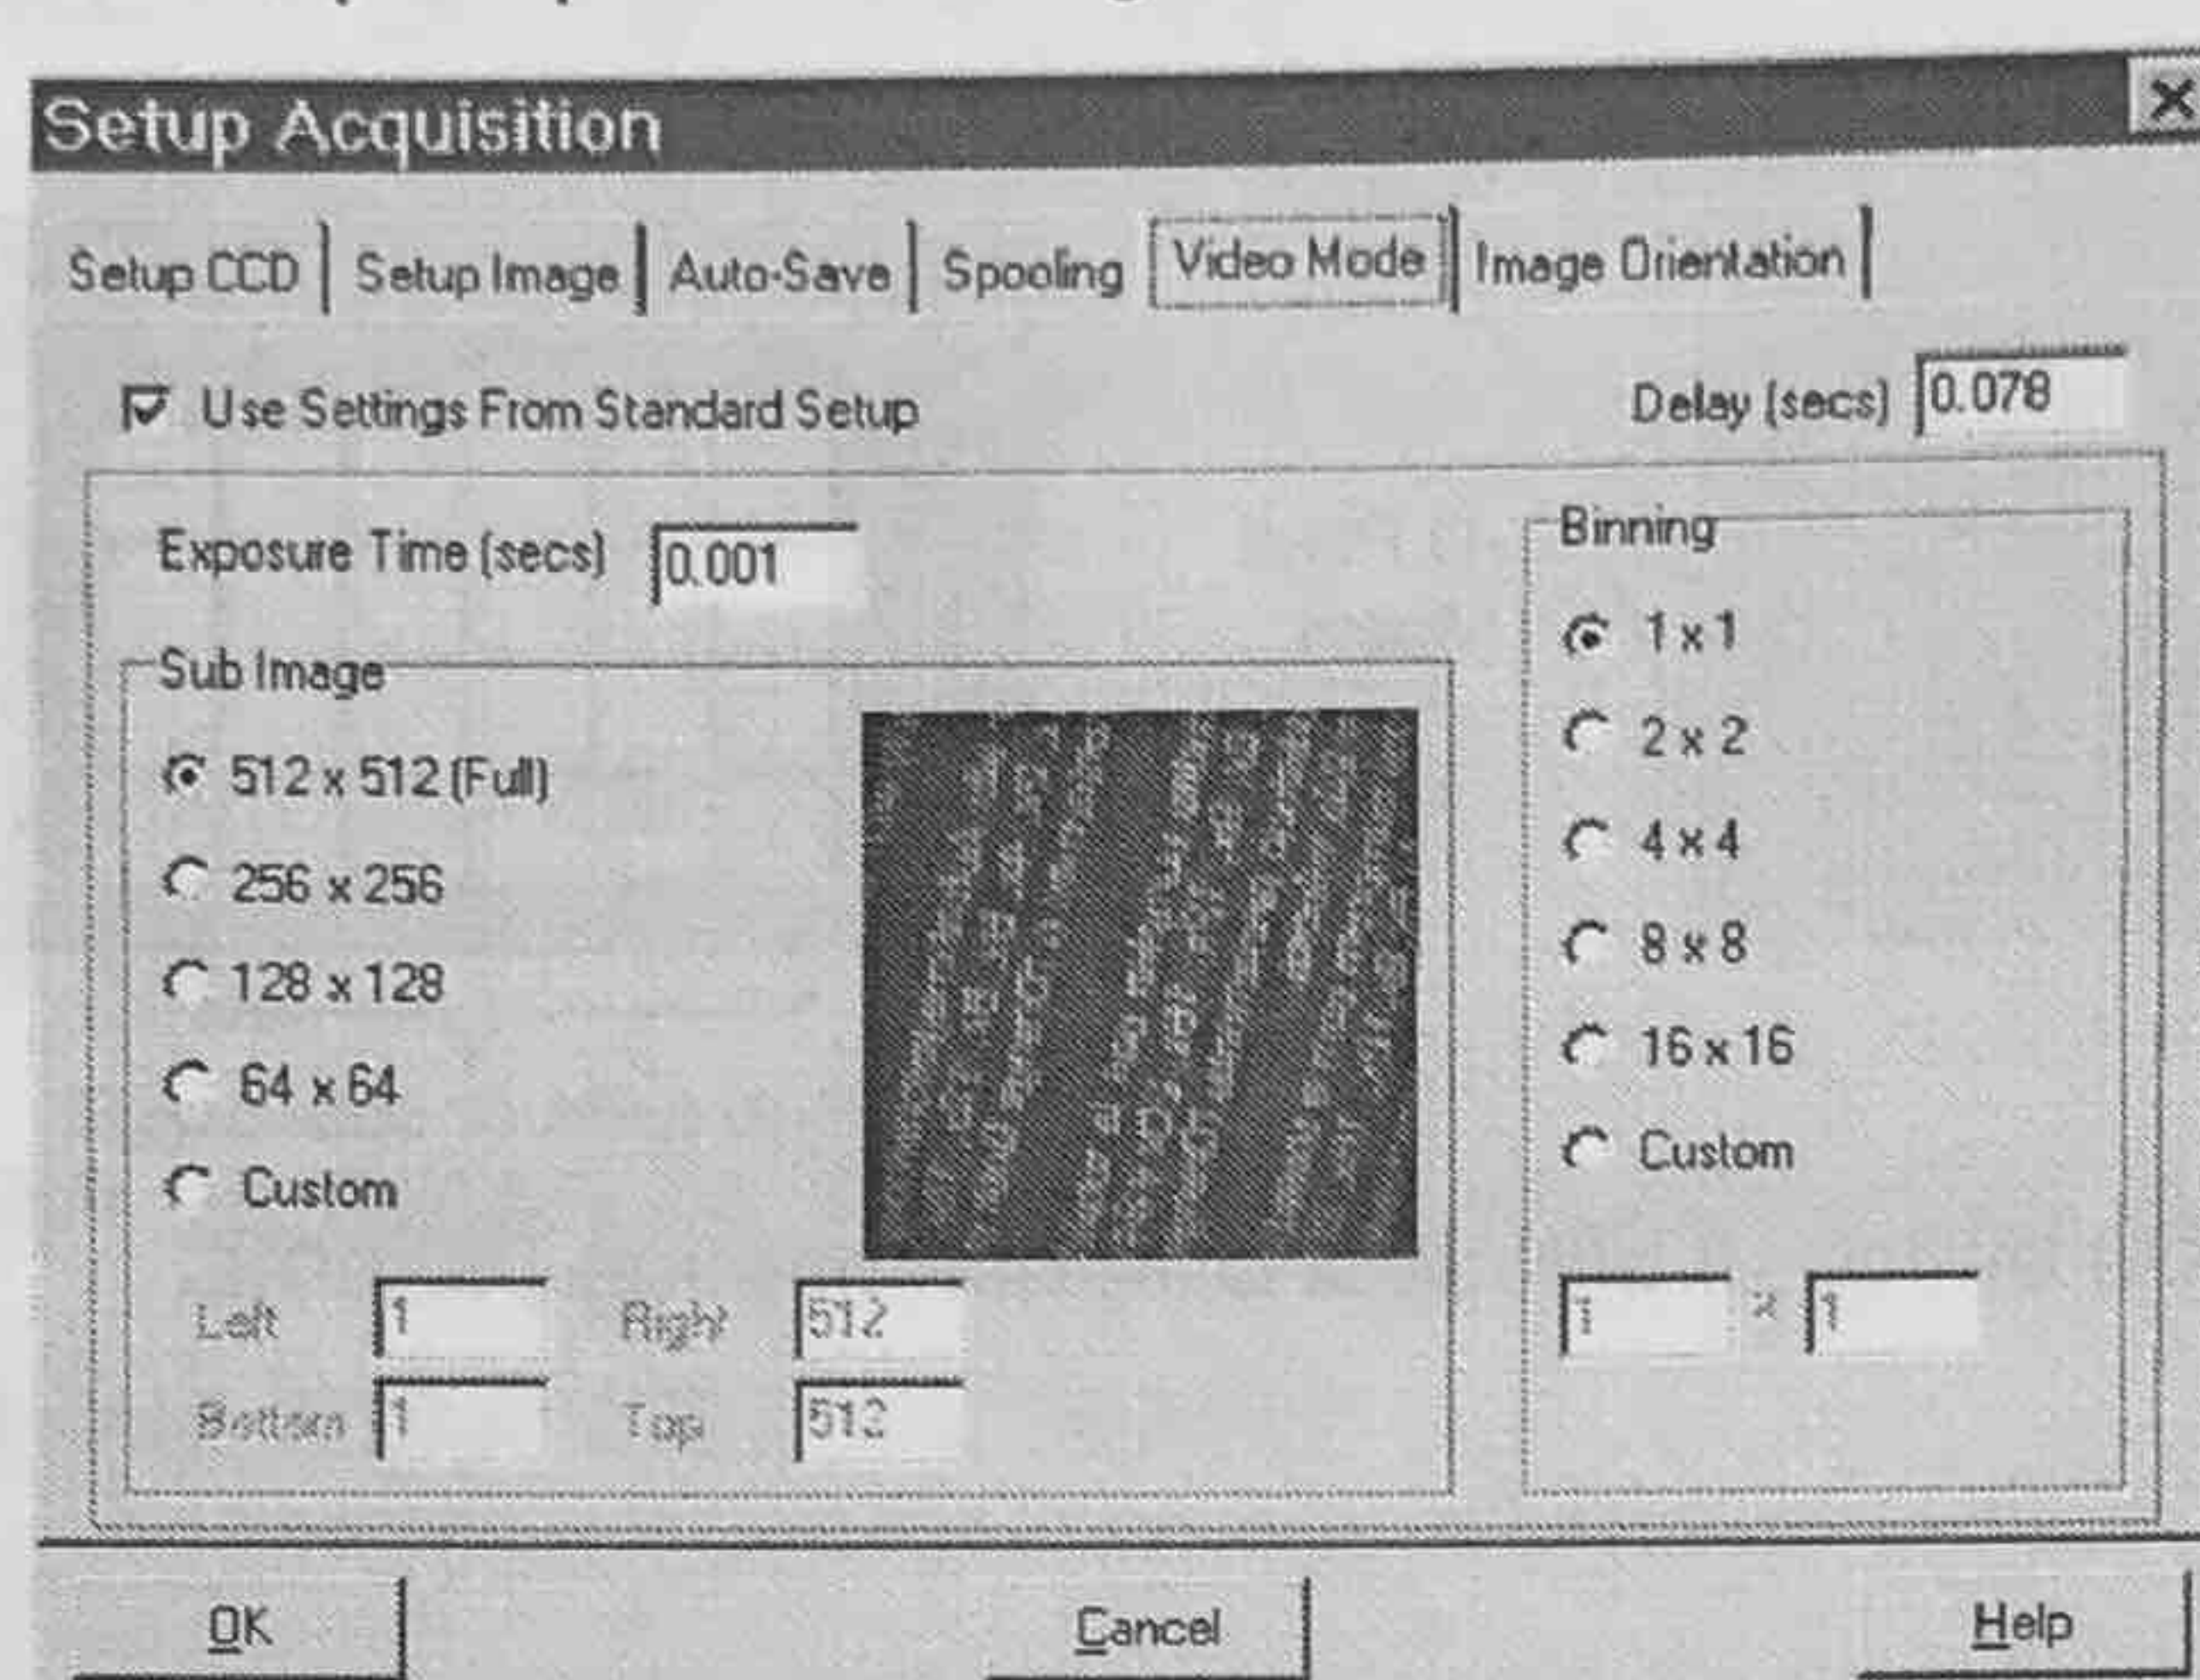 Setup Acquisition
Setup CCD Setup Image Auto-Save Spooling Video Mode Image Orientation
Use Settings From Standard Setup Delay (secs) 0.078
Exposure Time (secs) 0.001
Binning
1 x 1
Sub Image
2 x 2
512 x 512 (Full)
4 x 4
256 x 256
8 x 8
128 x 128
16 x 16
64 x 64
Custom
Custom
Left 1 Right 512
1 x 1
Bottom 1 Top 512
OK Cancel Help